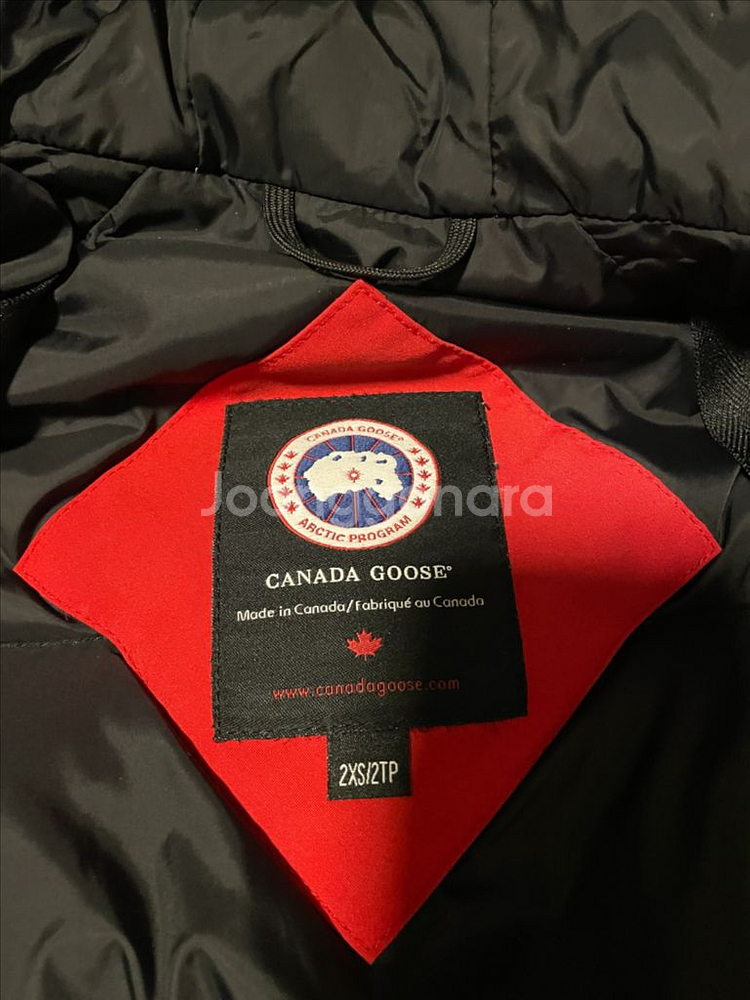 CANADA GOOSE®
ARCTIC PROGRAM
CANADA GOOSE®
Made in Canada/Fabriqué au Canada
www.canadagoose.com
2XS/2TP